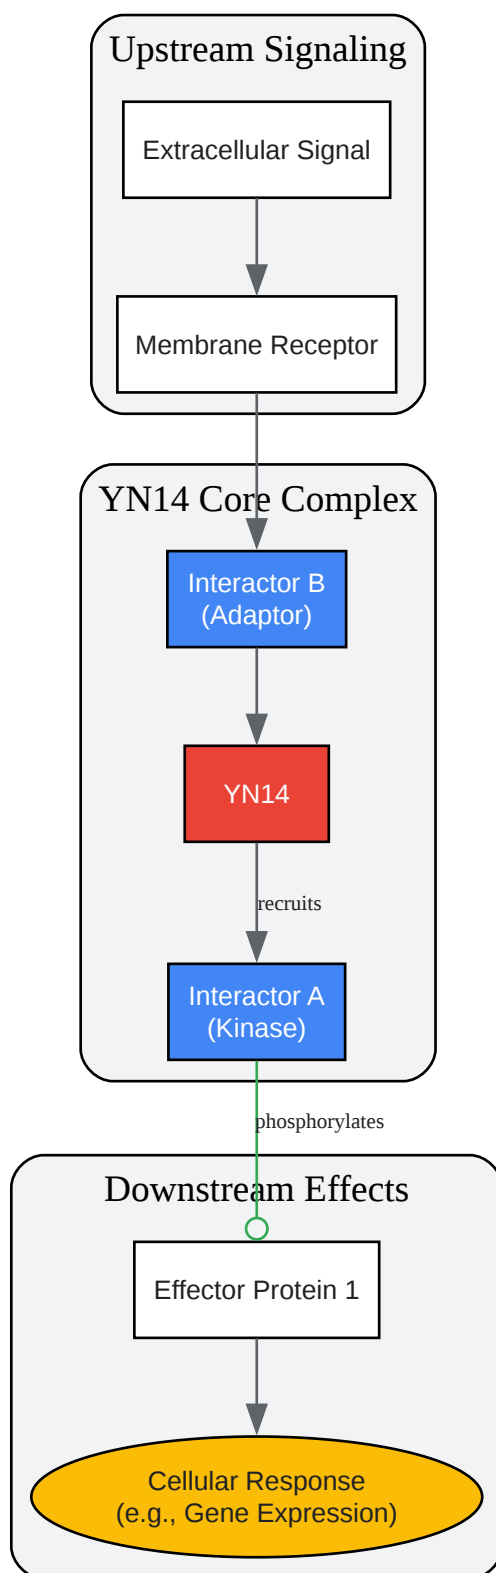 Upstream Signaling
Extracellular Signal
Membrane Receptor
YN14 Core Complex
Interactor B
(Adaptor)
YN14
recruits
Interactor A
(Kinase)
phosphorylates
Downstream Effects
Effector Protein 1
Cellular Response
(e.g., Gene Expression)